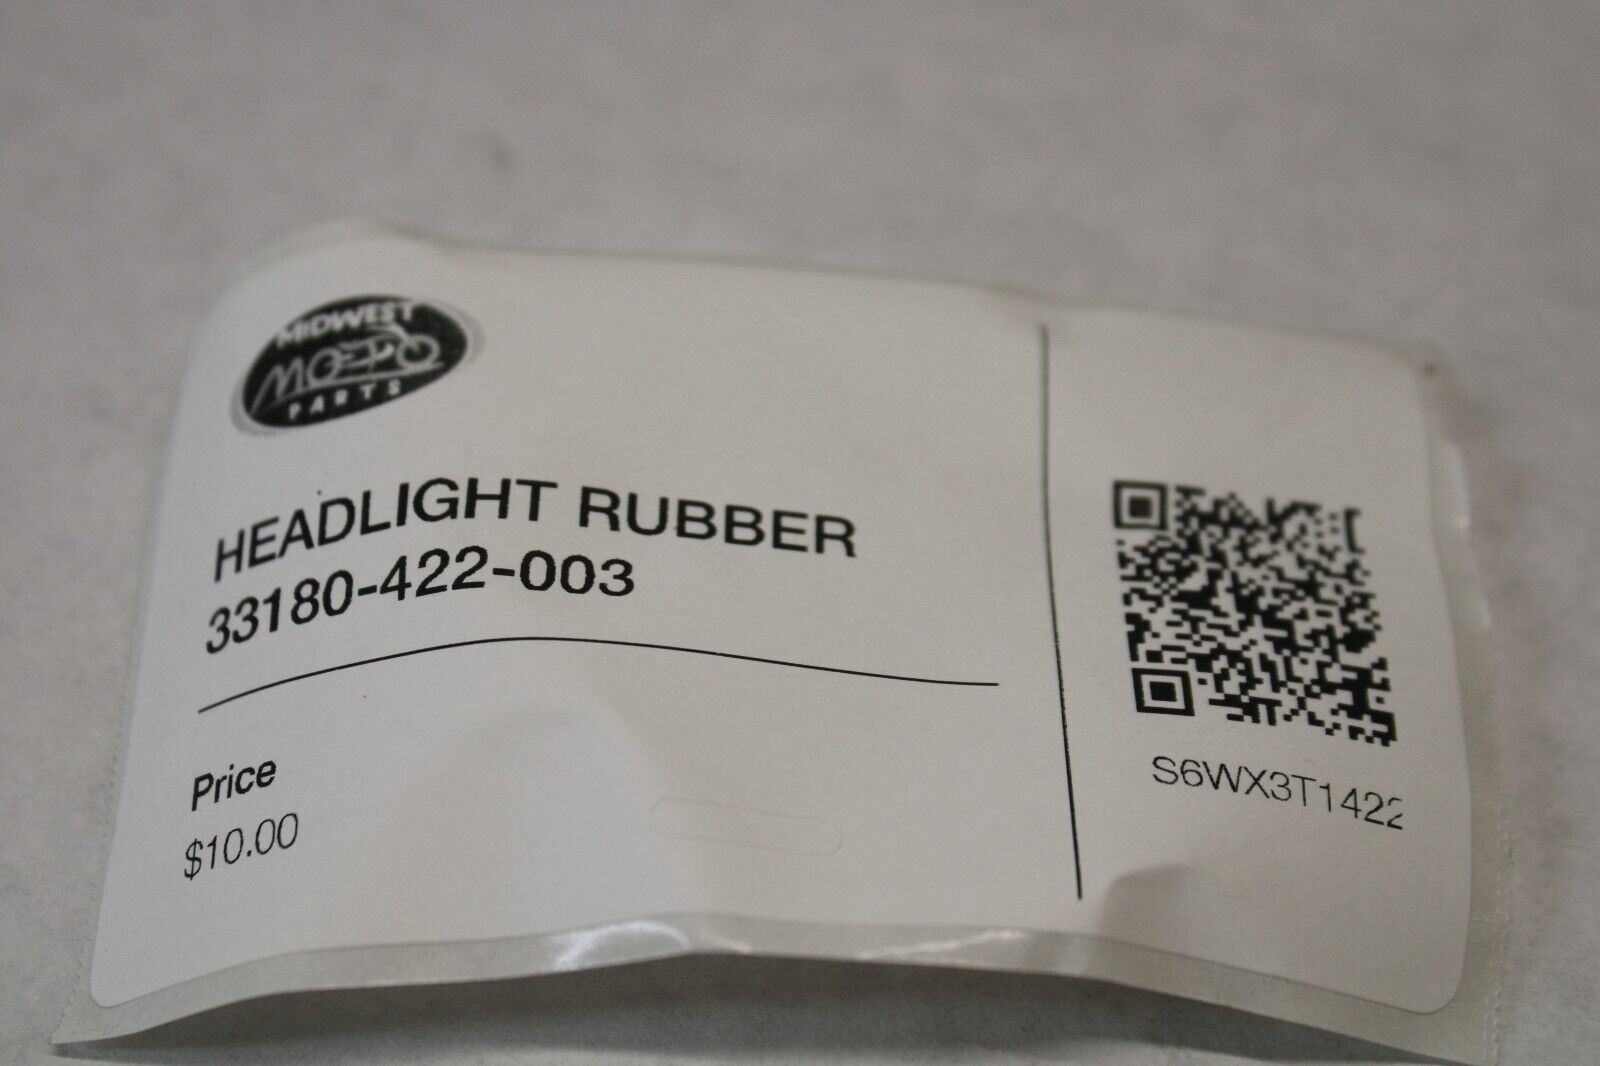 MIDWEST
MOTO
PARTS
HEADLIGHT RUBBER
33180-422-003
Price
$10.00
S6WX3T1422